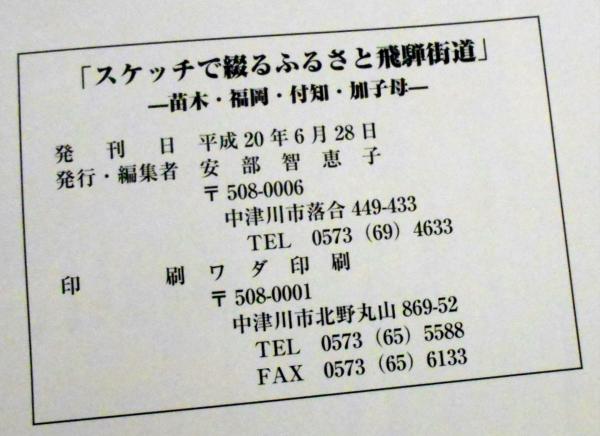 「スケッチで綴るふるさと飛騨街道」
―苗木・福岡・付知・加子母―
発刊日 平成20年6月28日
発行・編集者 安部智恵子
〒508-0006
中津川市落合449-433
TEL 0573(69)4633
印刷 ワダ印刷
〒508-0001
中津川市北野丸山869-52
TEL 0573(65)5588
FAX 0573(65)6133